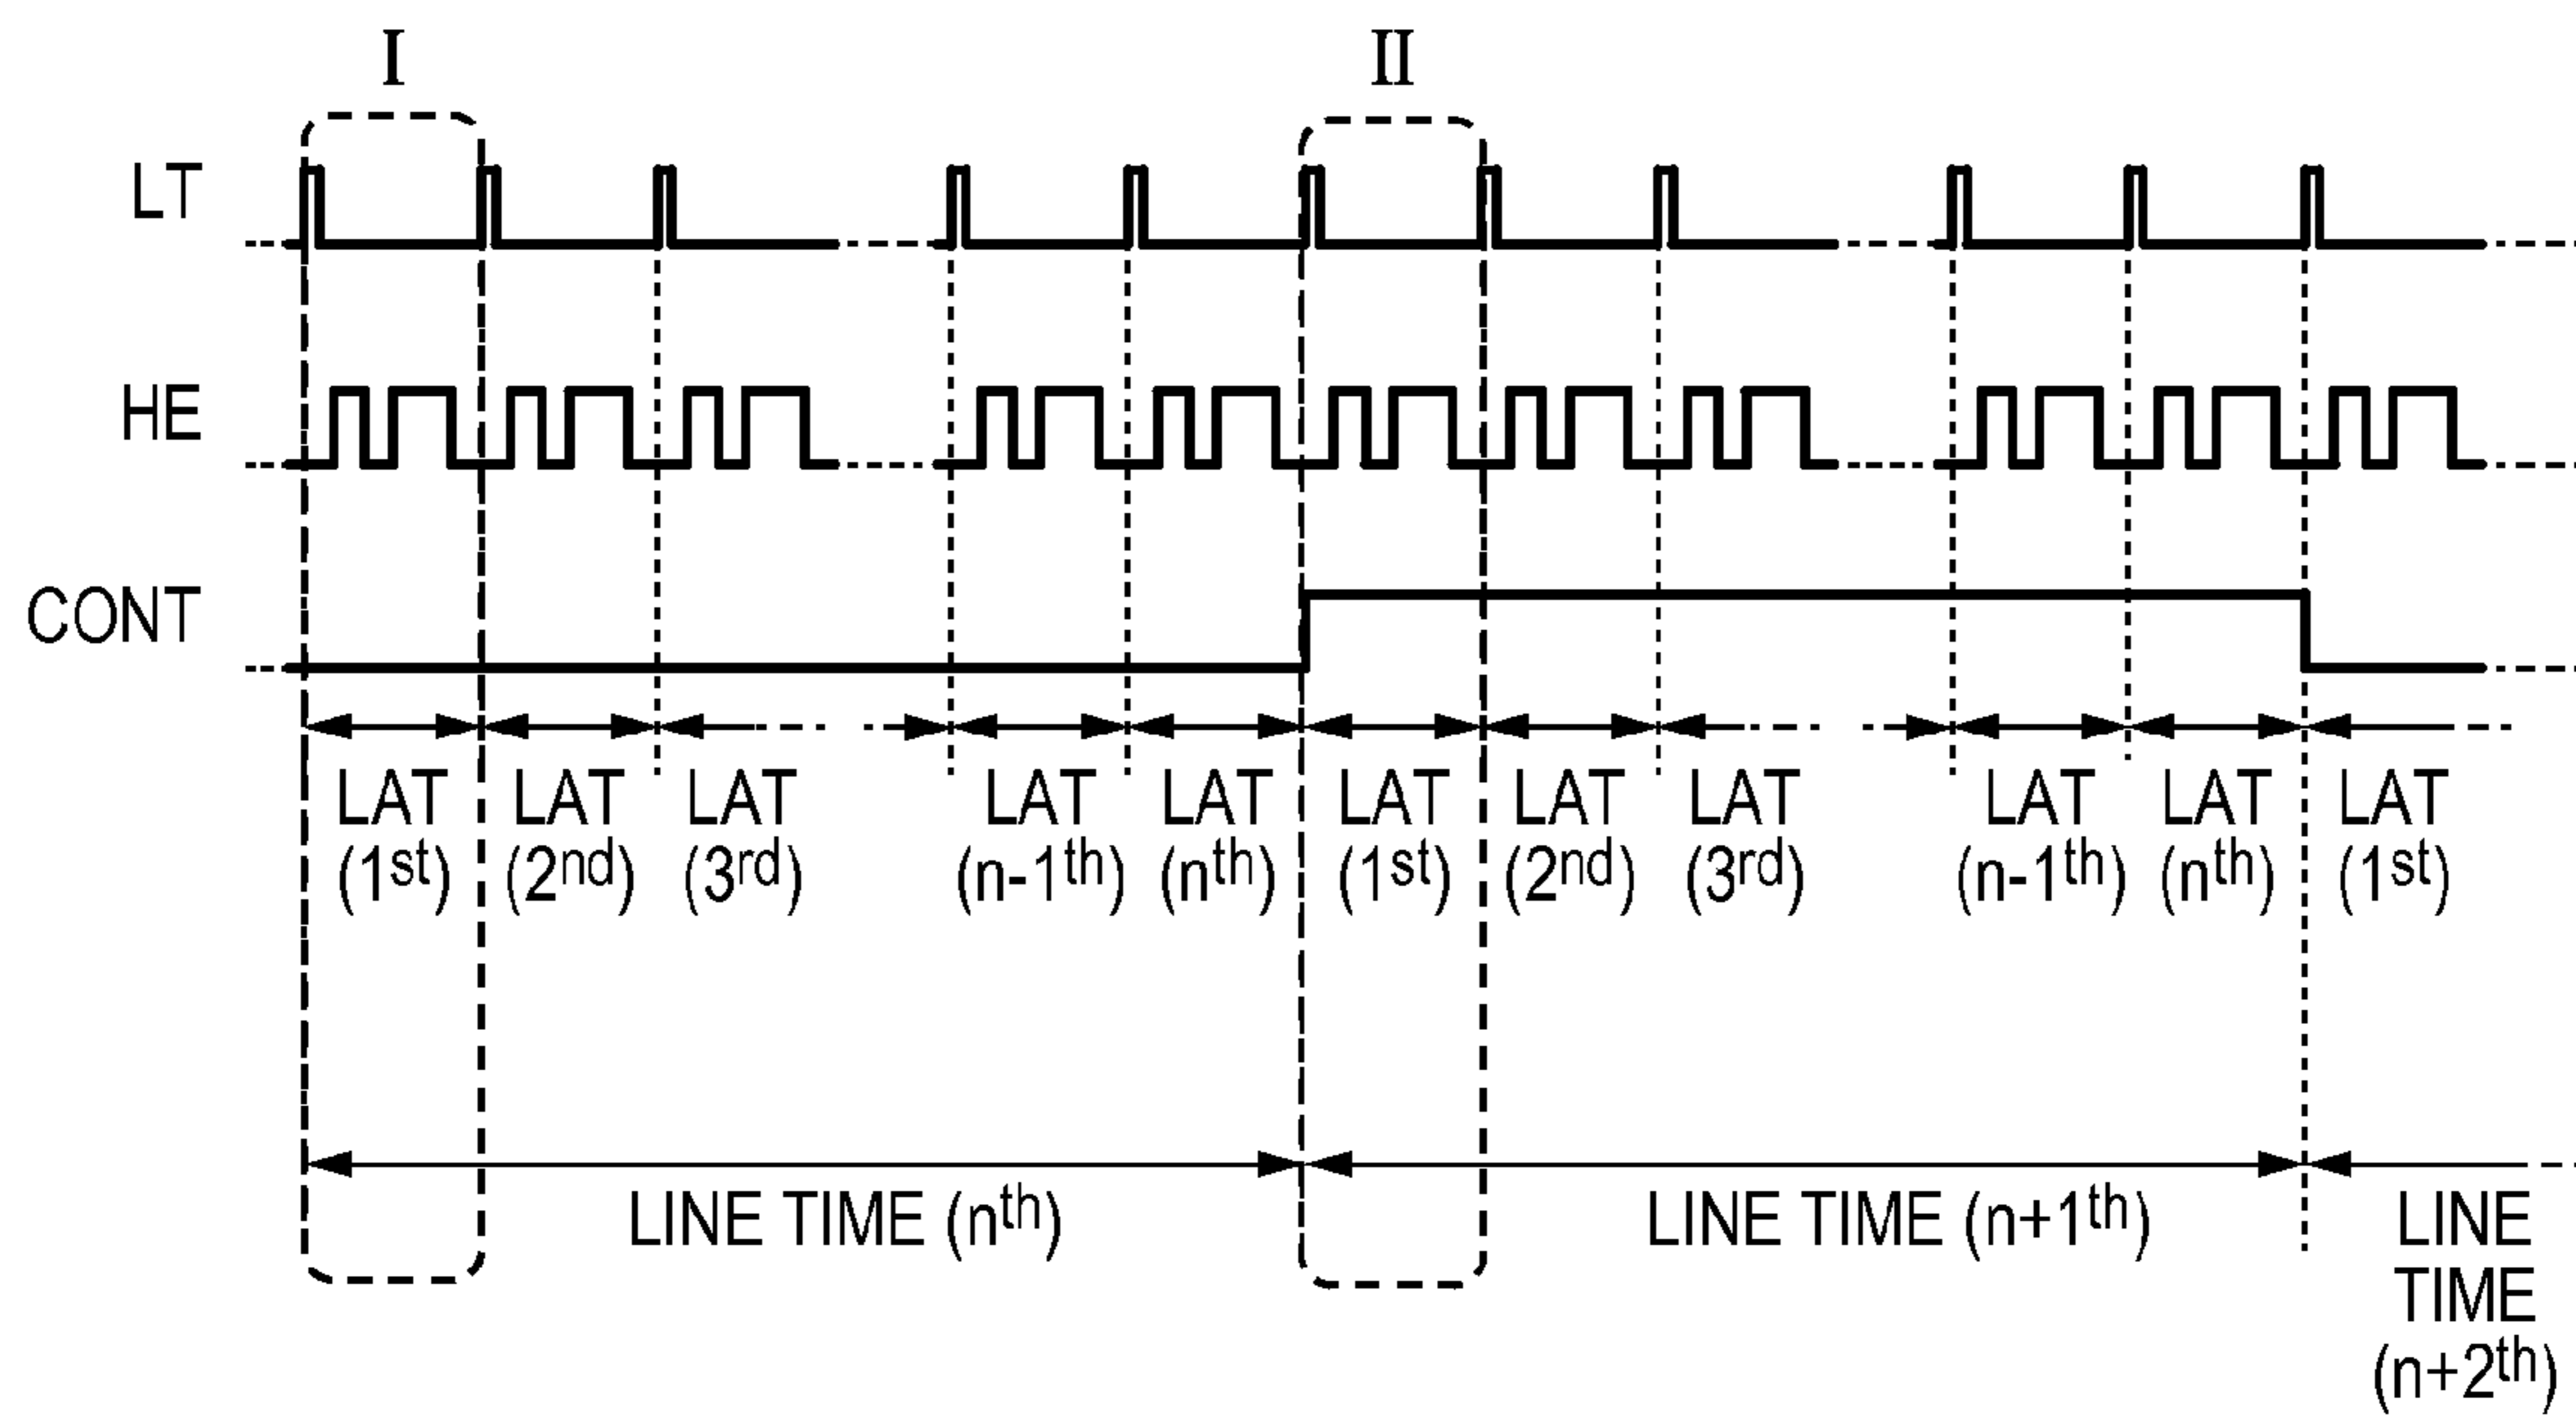 I II
LT
HE
CONT
LAT LAT LAT LAT LAT LAT LAT LAT LAT LAT LAT
(1st) (2nd) (3rd) (n-1th) (nth) (1st) (2nd) (3rd) (n-1th) (nth) (1st)
LINE TIME (nth) LINE TIME (n+1th) LINE
TIME
(n+2th)